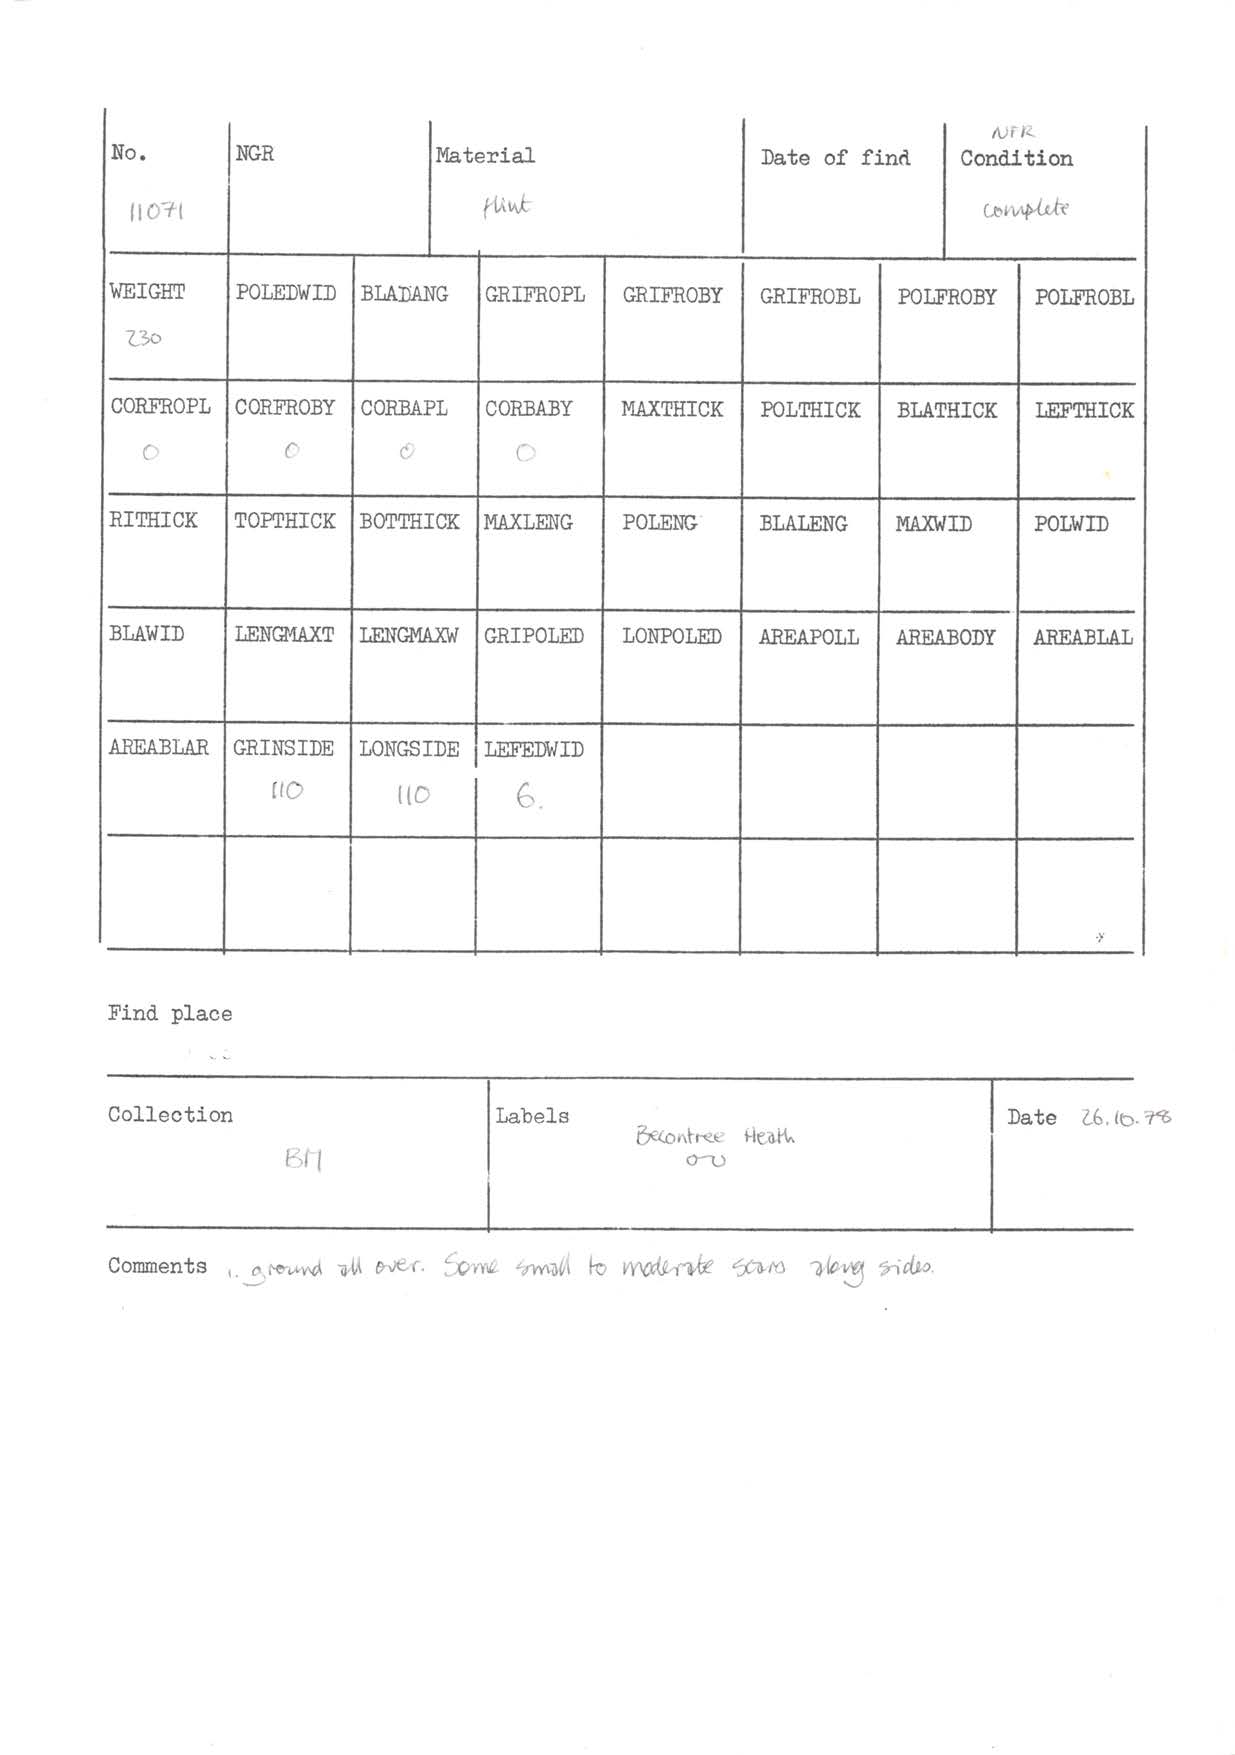 NFR
No. NGR Material Date of find Condition
11071 flint complete
WEIGHT POLEDWID BLADANG GRIFROPL GRIFROBY GRIFROBL POLFROBY POLFROBL
230
CORFROPL CORFROBY CORBAPL CORBABY MAXTHICK POLTHICK BLATHICK LEFTHICK
0 0 0 0
RITHICK TOPTHICK BOTTHICK MAXLENG POLENG BLALENG MAXWID POLWID
BLAWID LENGMAXT LENGMAXW GRIPOLED LONPOLED AREAPOLL AREABODY AREABLAL
AREABLAR GRINSIDE LONGSIDE LEFEDWID
110 110 6.
Find place
Collection Labels Date 26.10.78
Becontree Heath
BM
Comments 1. ground all over. Some small to moderate scars along sides.